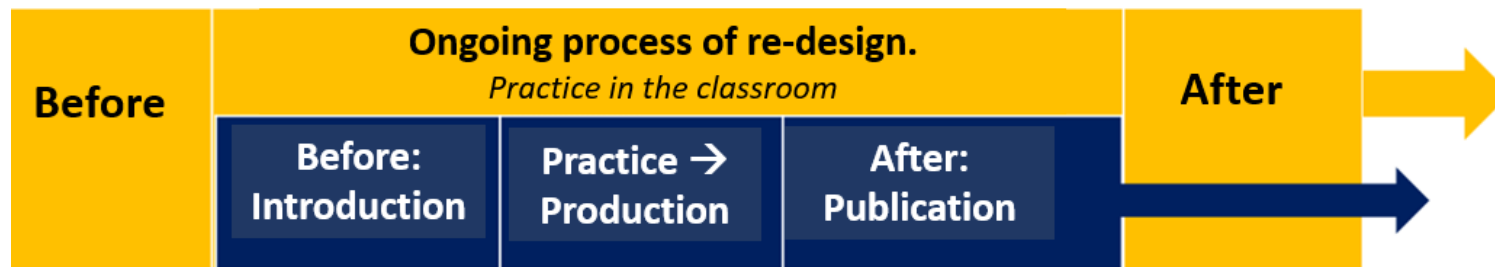 Before
Ongoing process of re-design.
Practice in the classroom
Before:
Introduction
Practice →
Production
After:
Publication
After